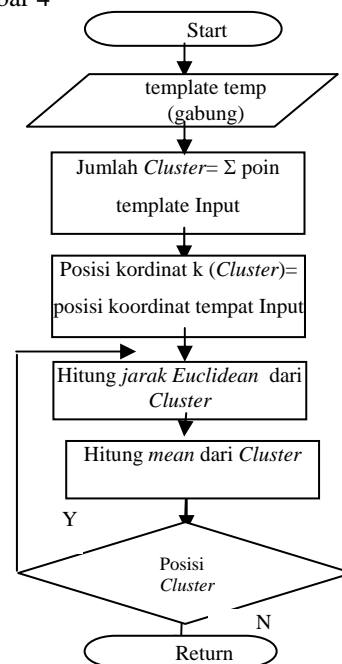 bar 4
Start
template temp
(gabung)
Jumlah Cluster= Σ poin
template Input
Posisi kordinat k (Cluster)=
posisi koordinat tempat Input
Hitung jarak Euclidean dari
Cluster
Hitung mean dari Cluster
Y
Posisi
Cluster
N
Return